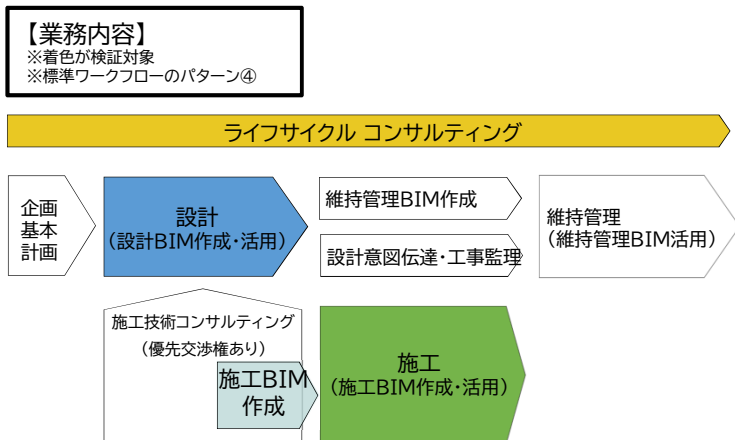 【業務内容】
※着色が検証対象
※標準ワークフローのパターン④
ライフサイクル コンサルティング
企画
基本
計画
設計
（設計BIM作成・活用）
維持管理BIM作成
設計意図伝達・工事監理
維持管理
（維持管理BIM活用）
施工技術コンサルティング
（優先交渉権あり）
施工BIM
作成
施工
（施工BIM作成・活用）